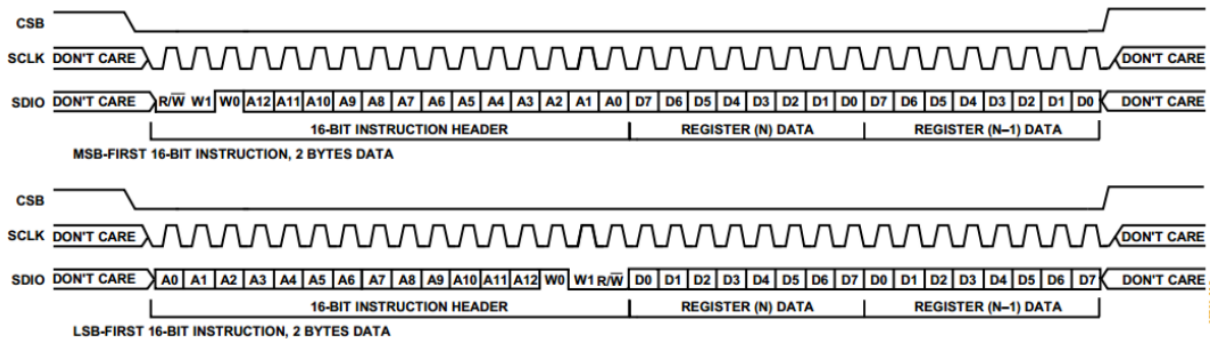 CSB
SCLK DON'T CARE DON'T CARE
SDIO DON'T CARE R/W̅ W1 W0 A12 A11 A10 A9 A8 A7 A6 A5 A4 A3 A2 A1 A0 D7 D6 D5 D4 D3 D2 D1 D0 D7 D6 D5 D4 D3 D2 D1 D0 DON'T CARE
16-BIT INSTRUCTION HEADER REGISTER (N) DATA REGISTER (N–1) DATA
MSB-FIRST 16-BIT INSTRUCTION, 2 BYTES DATA
CSB
SCLK DON'T CARE DON'T CARE
SDIO DON'T CARE A0 A1 A2 A3 A4 A5 A6 A7 A8 A9 A10 A11 A12 W0 W1 R/W̅ D0 D1 D2 D3 D4 D5 D6 D7 D0 D1 D2 D3 D4 D5 D6 D7 DON'T CARE
16-BIT INSTRUCTION HEADER REGISTER (N) DATA REGISTER (N–1) DATA
LSB-FIRST 16-BIT INSTRUCTION, 2 BYTES DATA